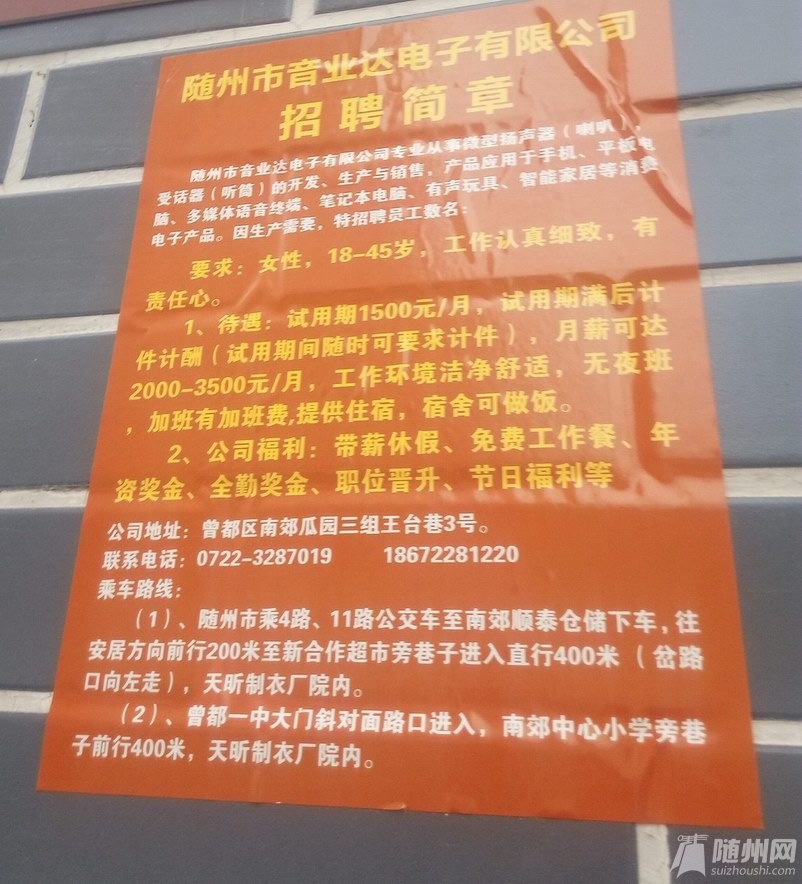 随州市音业达电子有限公司
招聘简章
随州市音业达电子有限公司专业从事微型扬声器（喇叭），
受话器（听筒）的开发、生产与销售，产品应用于手机、平板电
脑、多媒体语音终端、笔记本电脑、有声玩具、智能家居等消费
电子产品。因生产需要，特招聘员工数名：
要求：女性，18-45岁，工作认真细致，有
责任心。
1、待遇：试用期1500元/月，试用期满后计
件计酬（试用期间随时可要求计件），月薪可达
2000-3500元/月，工作环境洁净舒适，无夜班
，加班有加班费,提供住宿，宿舍可做饭。
2、公司福利：带薪休假、免费工作餐、年
资奖金、全勤奖金、职位晋升、节日福利等
公司地址：曾都区南郊瓜园三组王台巷3号。
联系电话：0722-3287019 18672281220
乘车路线：
（1）、随州市乘4路、11路公交车至南郊顺泰仓储下车，往
安居方向前行200米至新合作超市旁巷子进入直行400米（岔路
口向左走），天昕制衣厂院内。
（2）、曾都一中大门斜对面路口进入，南郊中心小学旁巷
子前行400米，天昕制衣厂院内。
随州网
suizhoushi.com